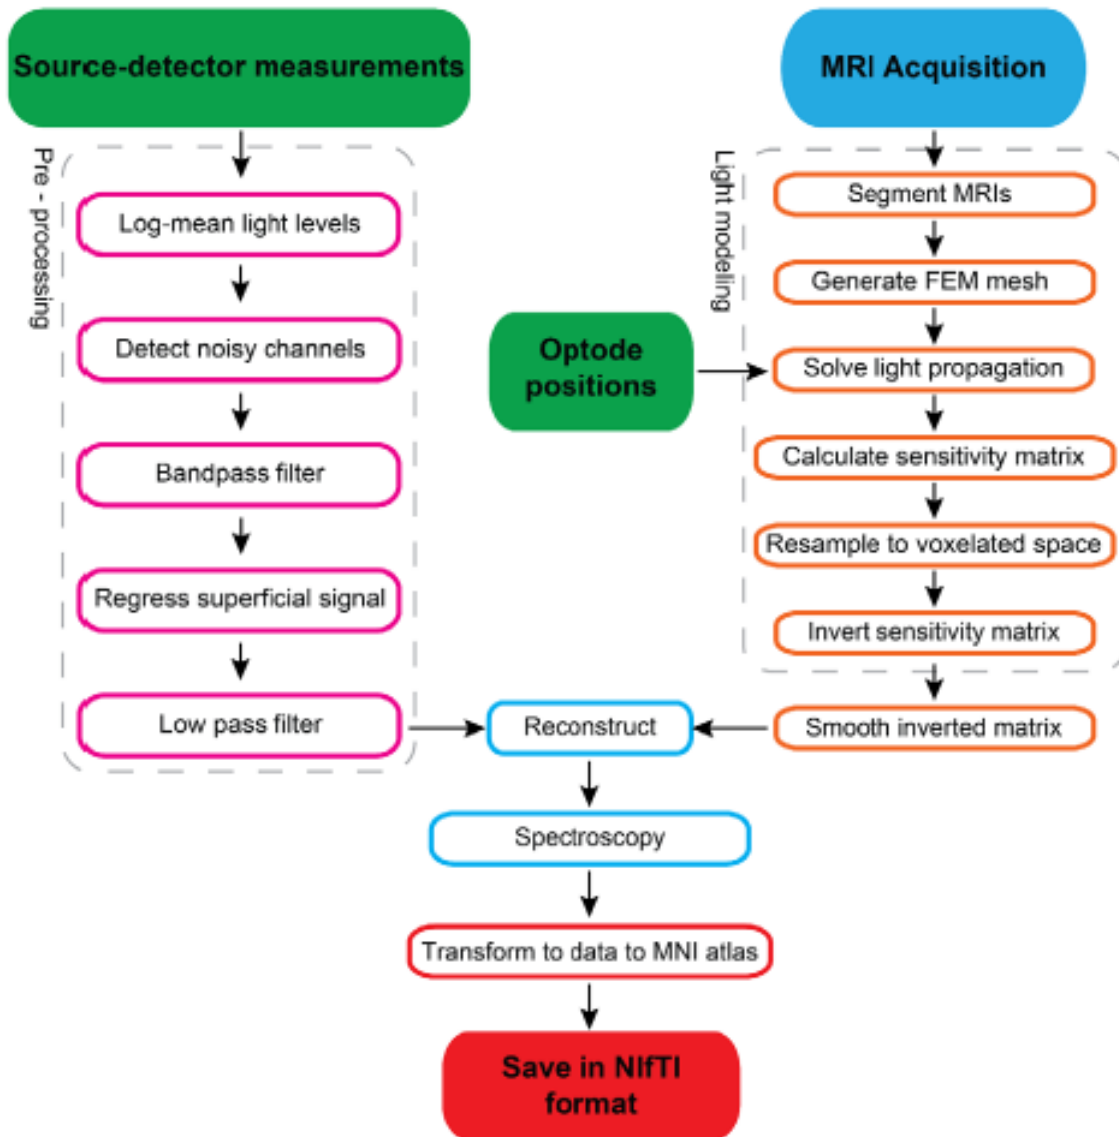 Source-detector measurements
Pre - processing
Log-mean light levels
Detect noisy channels
Bandpass filter
Regress superficial signal
Low pass filter
MRI Acquisition
Light modeling
Segment MRIs
Generate FEM mesh
Optode
positions
Solve light propagation
Calculate sensitivity matrix
Resample to voxelated space
Invert sensitivity matrix
Smooth inverted matrix
Reconstruct
Spectroscopy
Transform to data to MNI atlas
Save in NIfTI
format